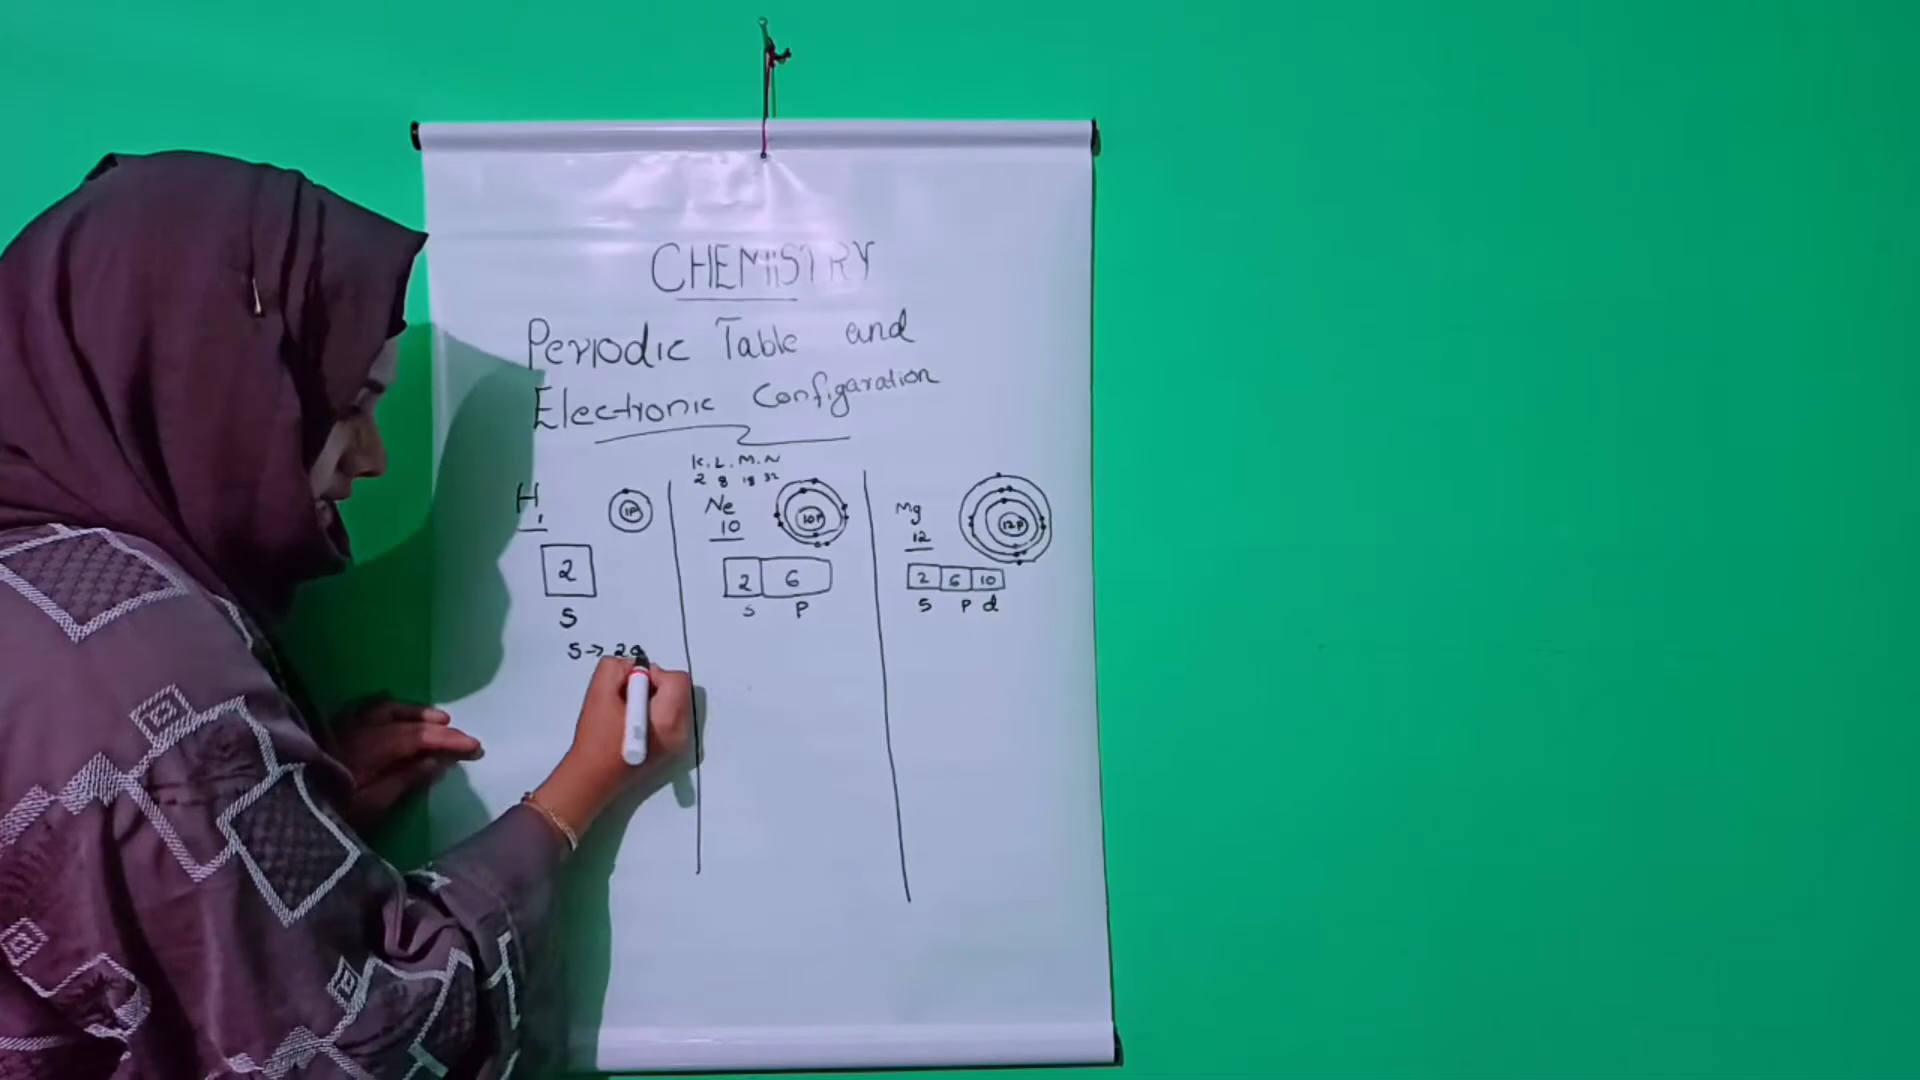 CHEMISTRY
Periodic Table and
Electronic Configaration
K. L. M. N
2 8 18 32
H
1
1P
2
S
S → 2e
Ne
10
10P
2 6
S P
Mg
12
12P
2 6 10
S P d